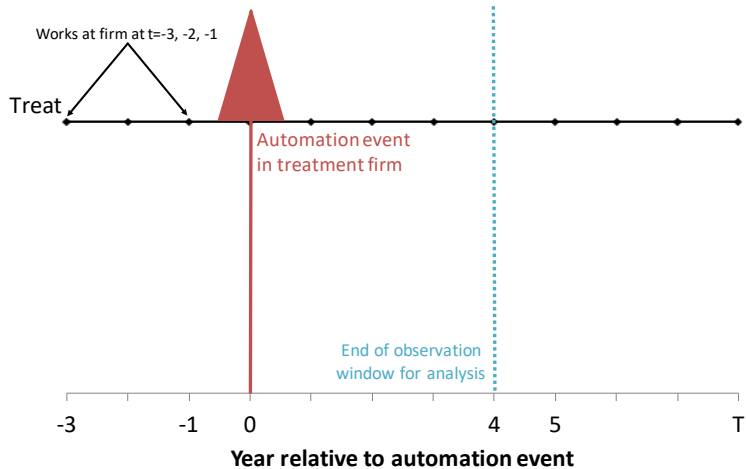 Works at firm at t=-3, -2, -1
Treat
Automation event
in treatment firm
End of observation
window for analysis
-3 -1 0 4 5 T
Year relative to automation event